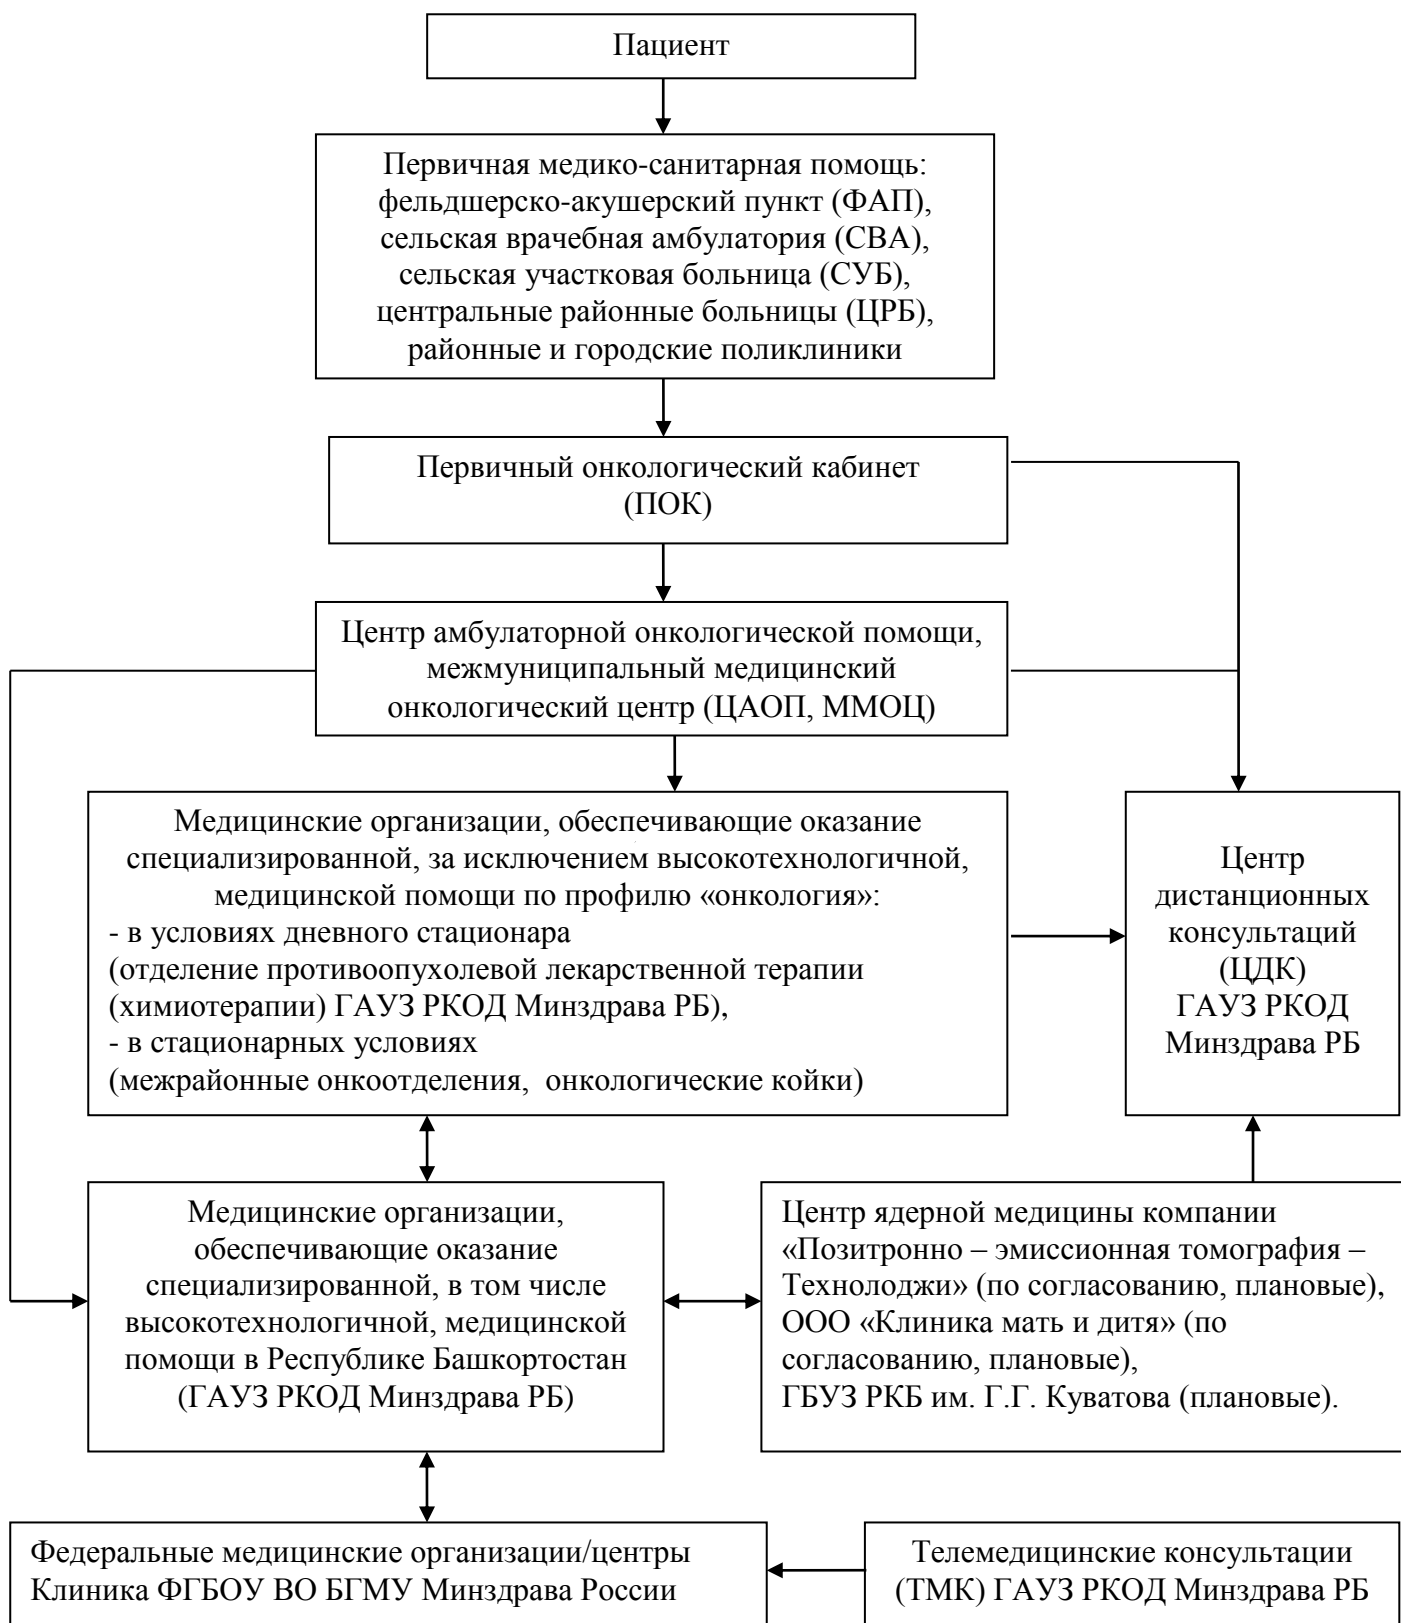 Пациент
Первичная медико-санитарная помощь:
фельдшерско-акушерский пункт (ФАП),
сельская врачебная амбулатория (СВА),
сельская участковая больница (СУБ),
центральные районные больницы (ЦРБ),
районные и городские поликлиники
Первичный онкологический кабинет
(ПОК)
Центр амбулаторной онкологической помощи,
межмуниципальный медицинский
онкологический центр (ЦАОП, ММОЦ)
Медицинские организации, обеспечивающие оказание
специализированной, за исключением высокотехнологичной,
медицинской помощи по профилю «онкология»:
- в условиях дневного стационара
(отделение противоопухолевой лекарственной терапии
(химиотерапии) ГАУЗ РКОД Минздрава РБ),
- в стационарных условиях
(межрайонные онкоотделения, онкологические койки)
Центр
дистанционных
консультаций
(ЦДК)
ГАУЗ РКОД
Минздрава РБ
Медицинские организации,
обеспечивающие оказание
специализированной, в том числе
высокотехнологичной, медицинской
помощи в Республике Башкортостан
(ГАУЗ РКОД Минздрава РБ)
Центр ядерной медицины компании
«Позитронно – эмиссионная томография –
Технолоджи» (по согласованию, плановые),
ООО «Клиника мать и дитя» (по
согласованию, плановые),
ГБУЗ РКБ им. Г.Г. Куватова (плановые).
Федеральные медицинские организации/центры
Клиника ФГБОУ ВО БГМУ Минздрава России
Телемедицинские консультации
(ТМК) ГАУЗ РКОД Минздрава РБ